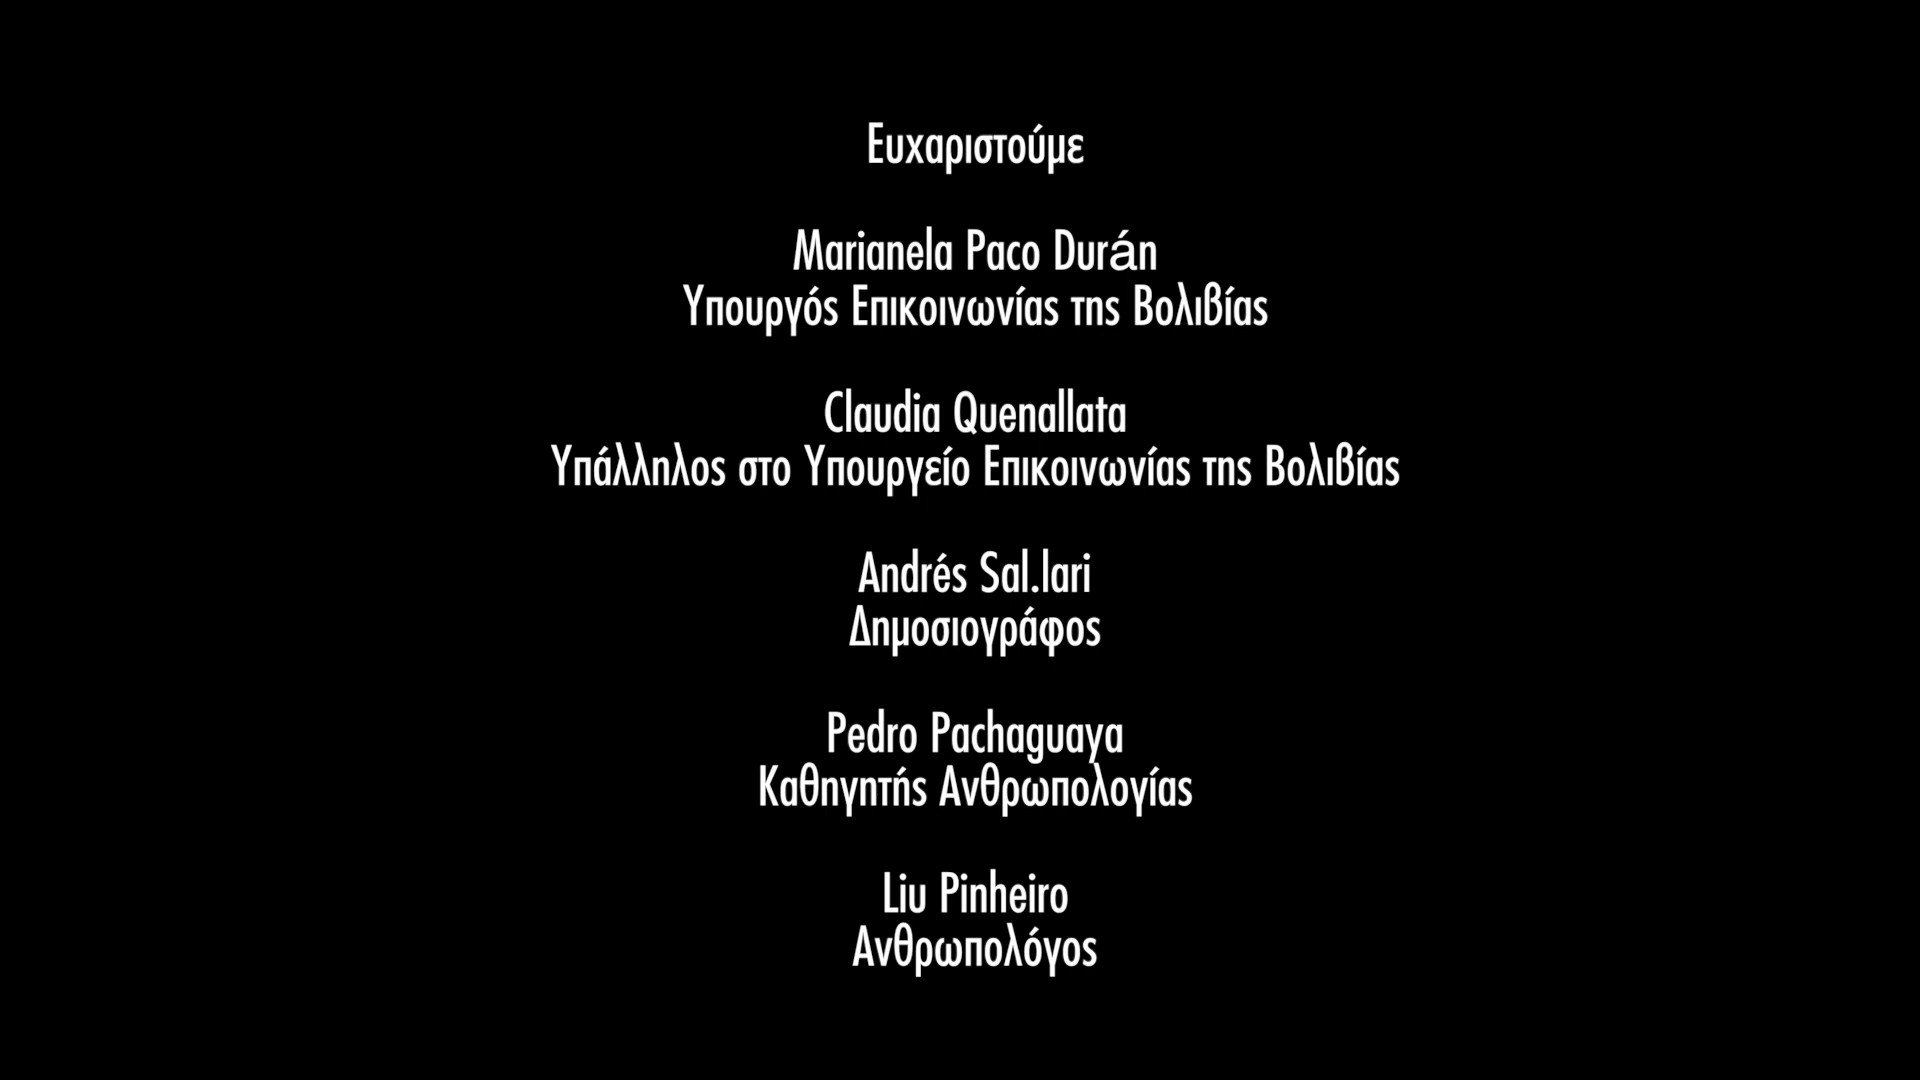 Ευχαριστούμε
Marianela Paco Durán
Υπουργός Επικοινωνίας της Βολιβίας
Claudia Quenallata
Υπάλληλος στο Υπουργείο Επικοινωνίας της Βολιβίας
Andrés Sal.lari
Δημοσιογράφος
Pedro Pachaguaya
Καθηγητής Ανθρωπολογίας
Liu Pinheiro
Ανθρωπολόγος